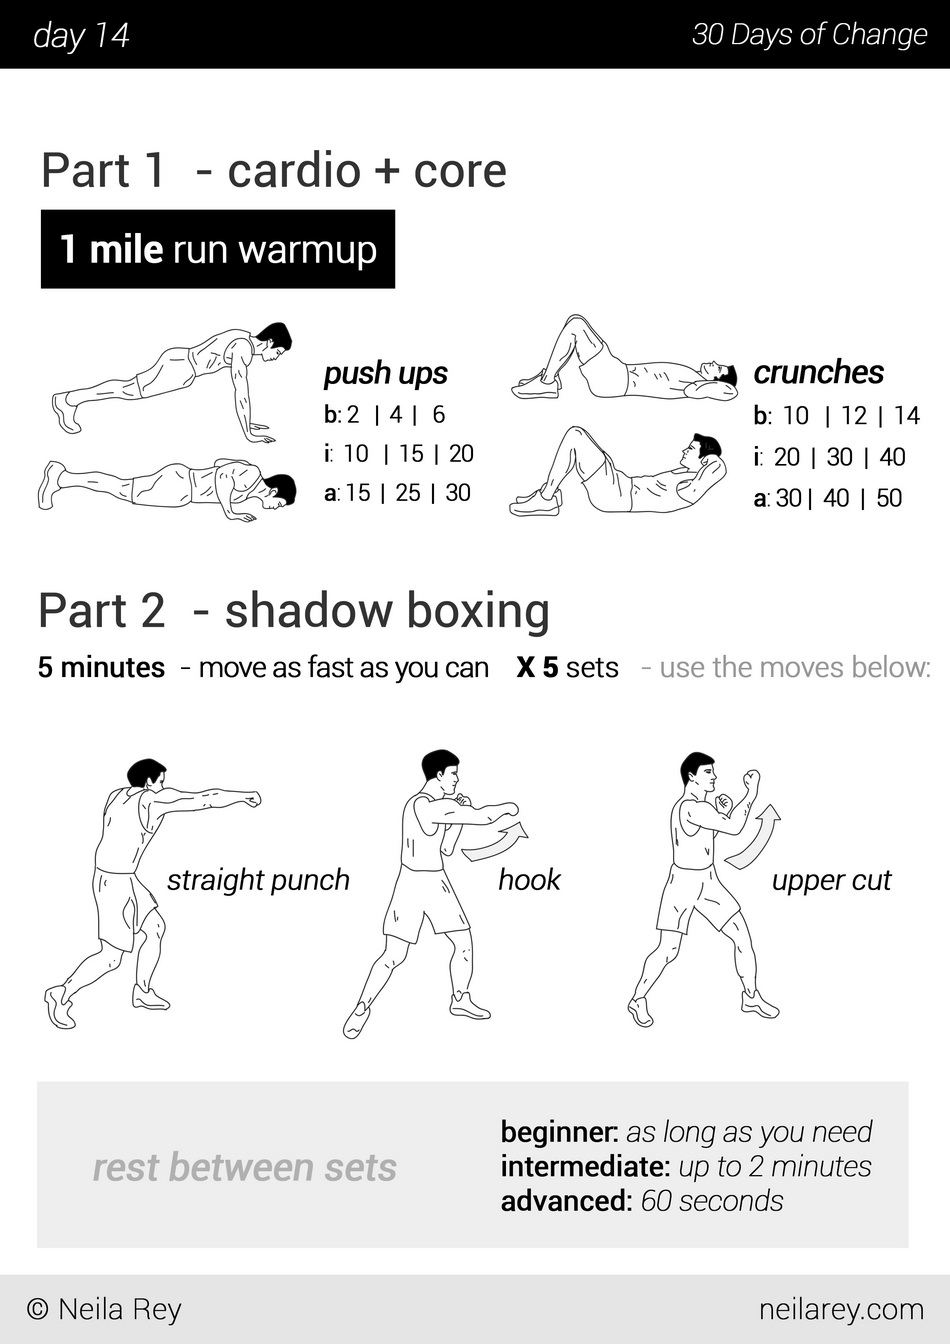 day 14
30 Days of Change
Part 1 - cardio + core
1 mile run warmup
push ups
b: 2 | 4 | 6
i: 10 | 15 | 20
a: 15 | 25 | 30
crunches
b: 10 | 12 | 14
i: 20 | 30 | 40
a: 30 | 40 | 50
Part 2 - shadow boxing
5 minutes - move as fast as you can X 5 sets - use the moves below:
straight punch
hook
upper cut
rest between sets
beginner: as long as you need
intermediate: up to 2 minutes
advanced: 60 seconds
© Neila Rey
neilarey.com